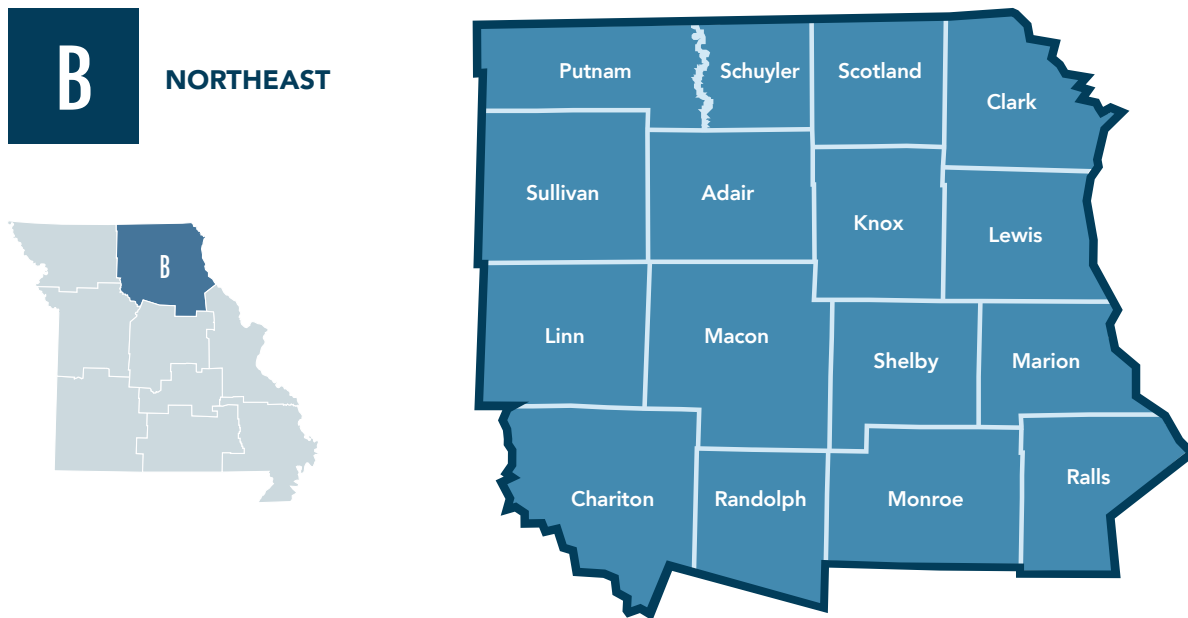 B
NORTHEAST
B
Putnam
Schuyler
Scotland
Clark
Sullivan
Adair
Knox
Lewis
Linn
Macon
Shelby
Marion
Chariton
Randolph
Monroe
Ralls